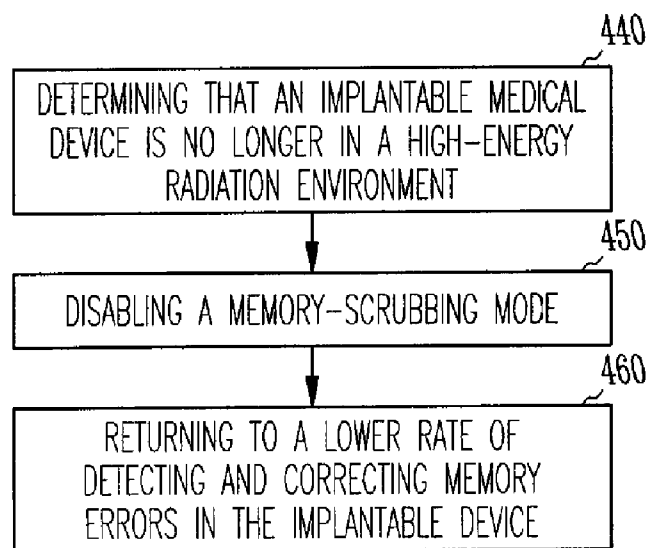 440
DETERMINING THAT AN IMPLANTABLE MEDICAL
DEVICE IS NO LONGER IN A HIGH-ENERGY
RADIATION ENVIRONMENT
450
DISABLING A MEMORY-SCRUBBING MODE
460
RETURNING TO A LOWER RATE OF
DETECTING AND CORRECTING MEMORY
ERRORS IN THE IMPLANTABLE DEVICE